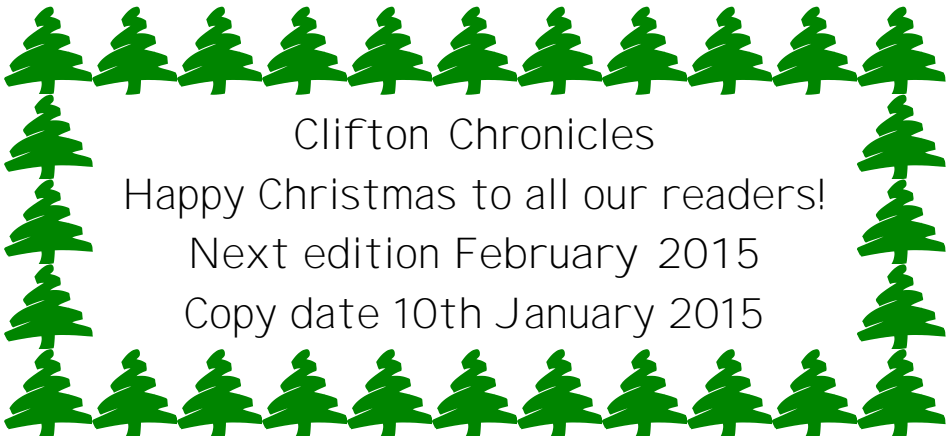 Clifton Chronicles
Happy Christmas to all our readers!
Next edition February 2015
Copy date 10th January 2015